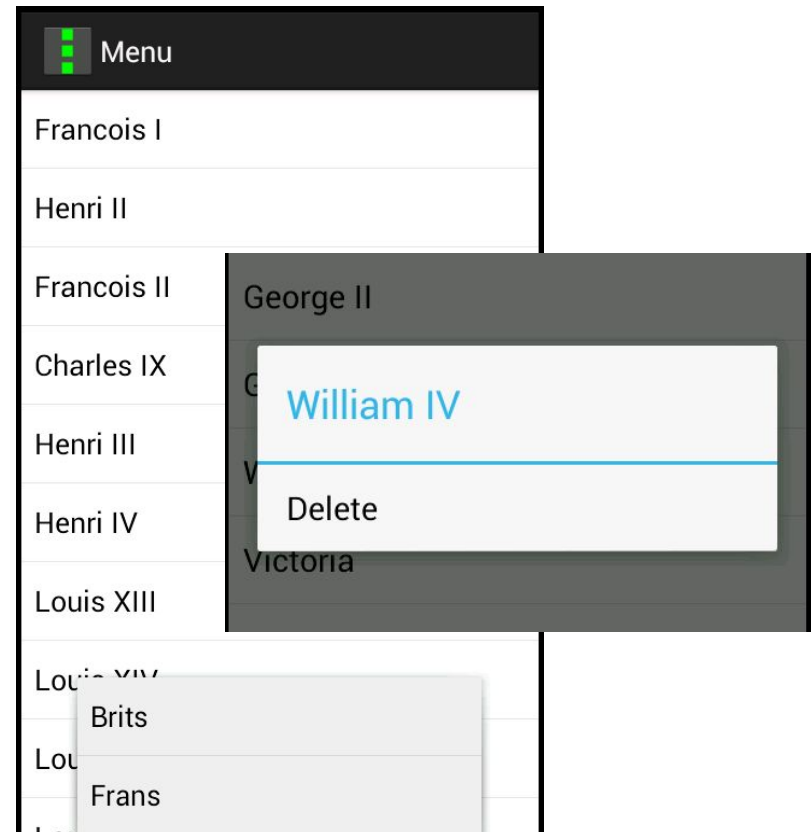 Menu
Francois I
Henri II
Francois II
Charles IX
Henri III
Henri IV
Louis XIII
George II
William IV
Delete
Victoria
Brits
Frans